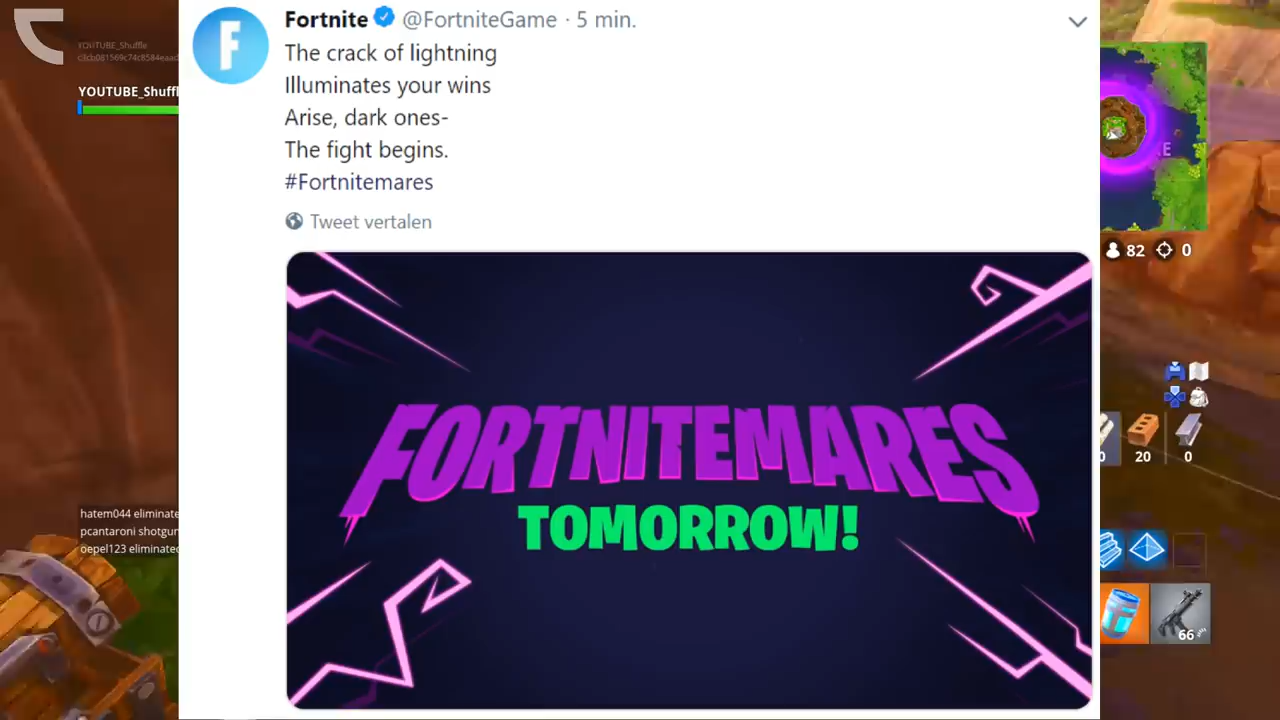 Fortnite @FortniteGame · 5 min.
The crack of lightning
Illuminates your wins
Arise, dark ones-
The fight begins.
#Fortnitemares
Tweet vertalen
FORTNITEMARES
TOMORROW!
YOUTUBE_Shuffle
YOUTUBE_Shuffl
82 0
20 0
hatem044 eliminate
pcantaroni shotgun
oepel123 eliminated
66